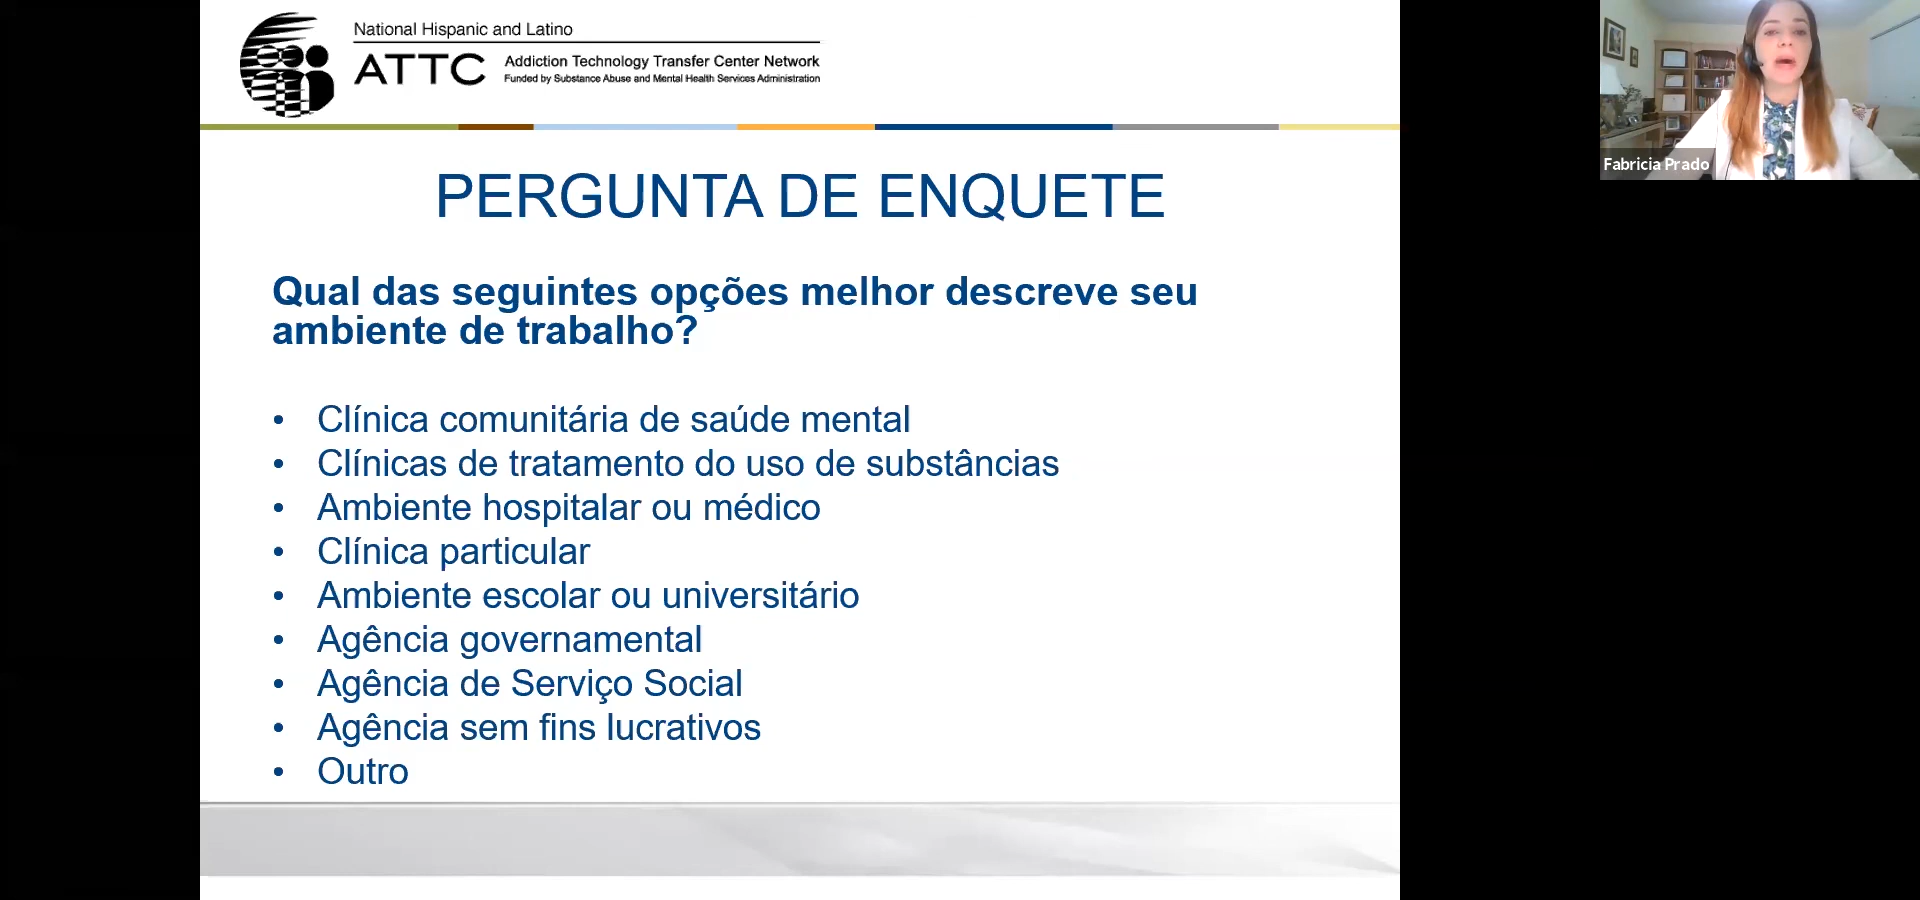 National Hispanic and Latino
ATTC
Addiction Technology Transfer Center Network
Funded by Substance Abuse and Mental Health Services Administration
Fabricia Prado
PERGUNTA DE ENQUETE
Qual das seguintes opções melhor descreve seu
ambiente de trabalho?
• Clínica comunitária de saúde mental
• Clínicas de tratamento do uso de substâncias
• Ambiente hospitalar ou médico
• Clínica particular
• Ambiente escolar ou universitário
• Agência governamental
• Agência de Serviço Social
• Agência sem fins lucrativos
• Outro